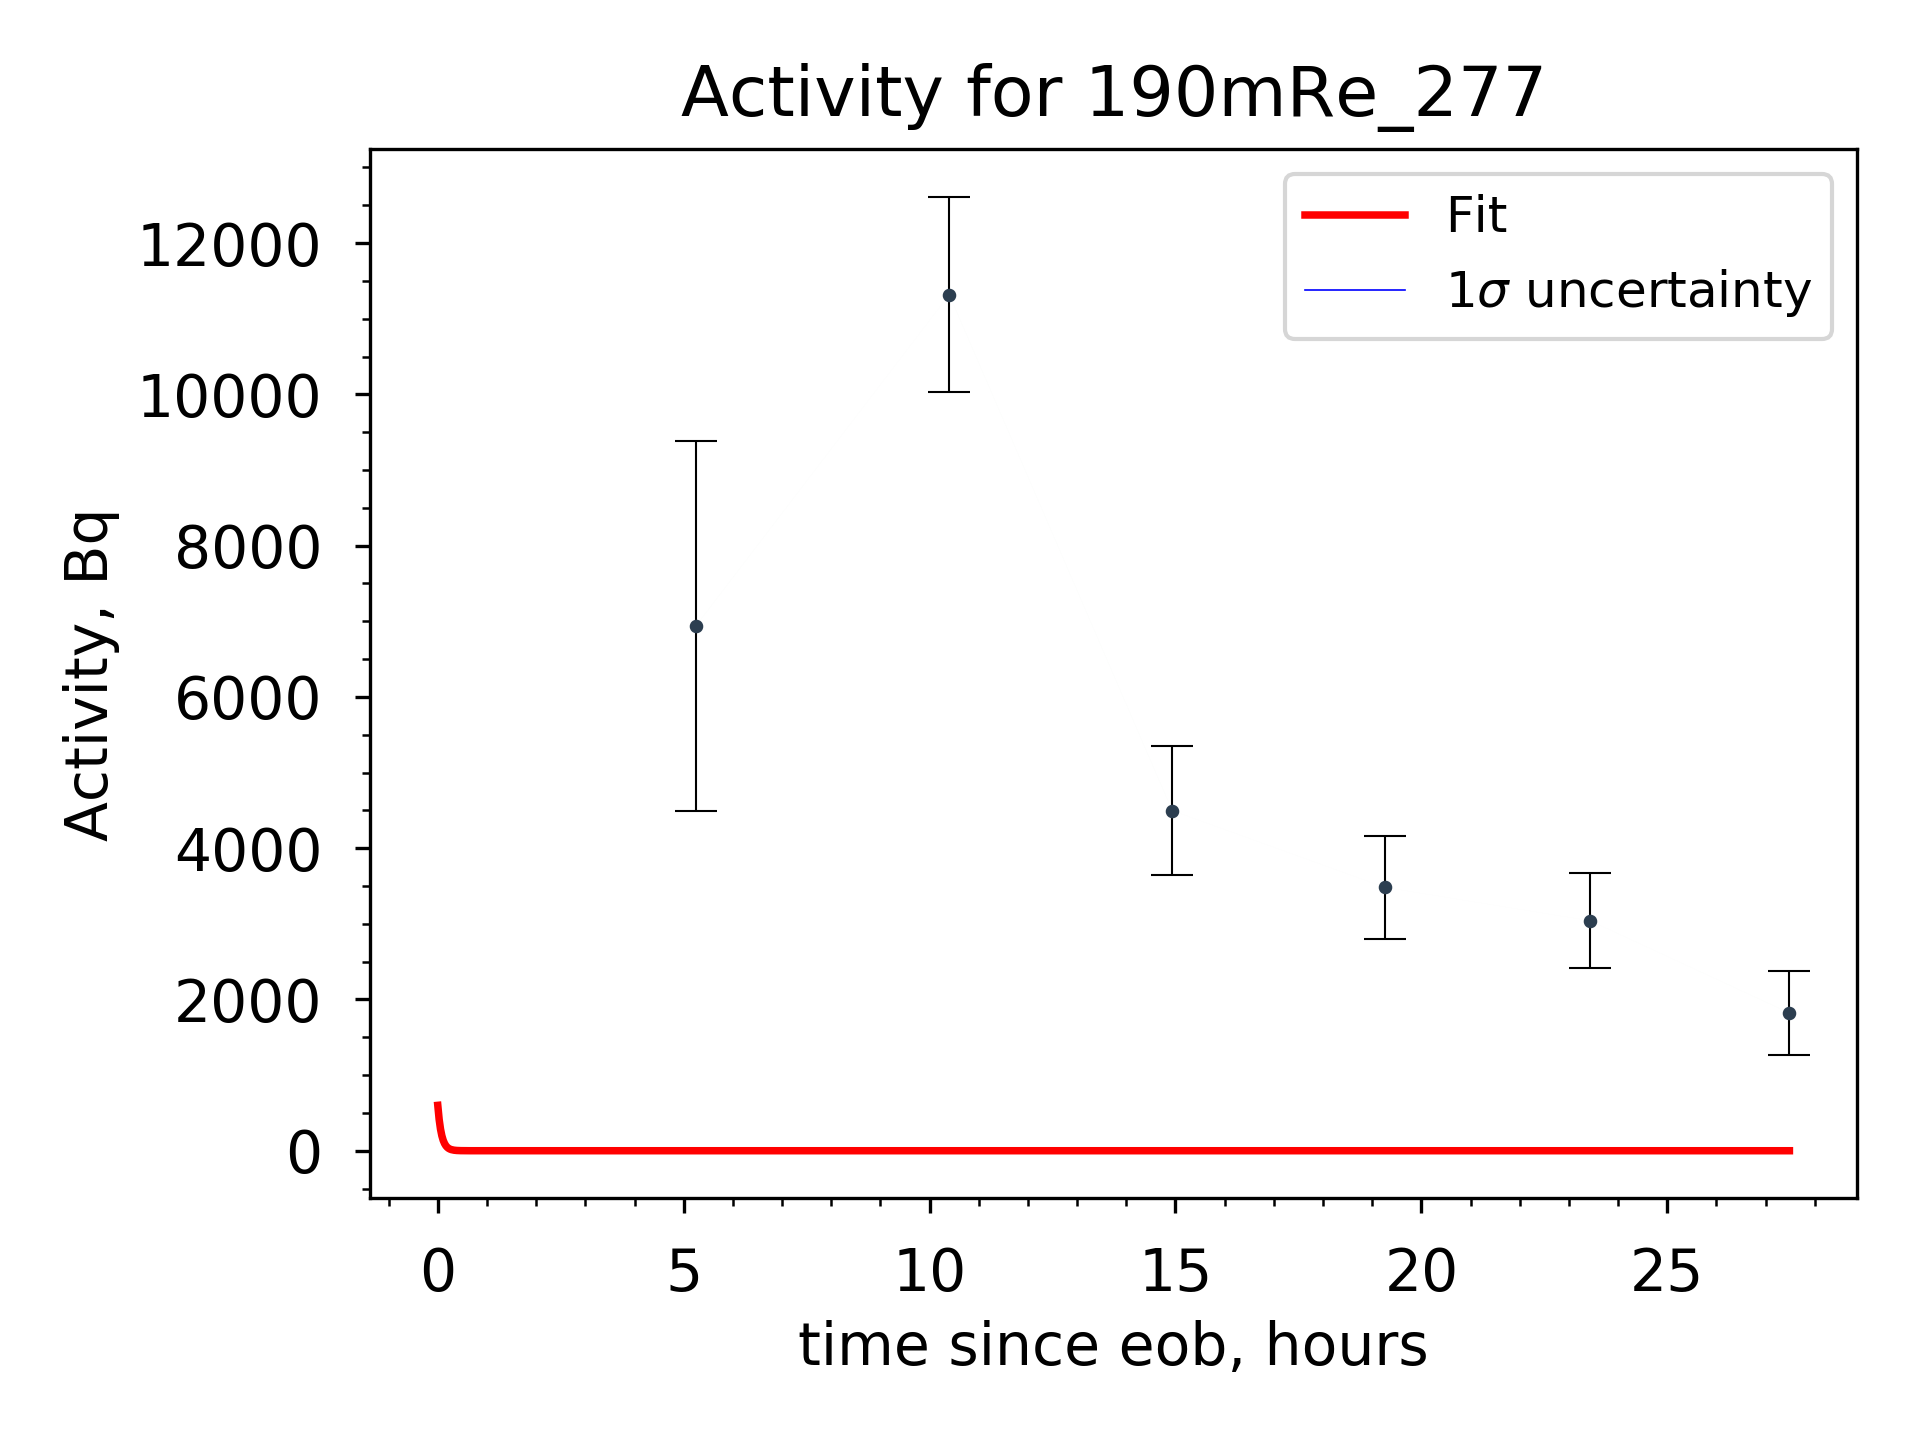 Activity for 190mRe_277
Fit
1σ uncertainty
12000
10000
8000
6000
4000
2000
0
Activity, Bq
0 5 10 15 20 25
time since eob, hours